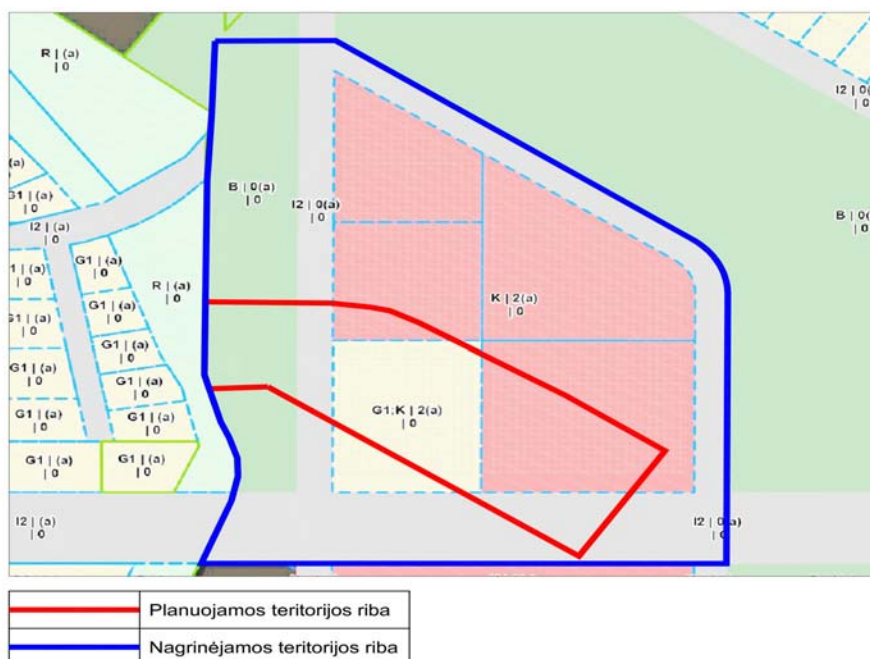 R | (a)
| 0
I2 | 0(a)
| 0
(a)
G1 | (a)
| 0
B | 0(a)
| 0
I2 | 0(a)
| 0
B | 0(a)
| 0
I2 | (a)
| 0
G1 | (a)
| 0
1 | (a)
| 0
R | (a)
| 0
K | 2(a)
| 0
G1 | (a)
| 0
G1 | (a)
| 0
G1 | (a)
| 0
G1 | (a)
| 0
G1;K | 2(a)
| 0
G1 | (a)
| 0
G1 | (a)
| 0
G1 | (a)
| 0
G1 | (a)
| 0
I2 | (a)
| 0
I2 | 0(a)
| 0
Planuojamos teritorijos riba
Nagrinėjamos teritorijos riba